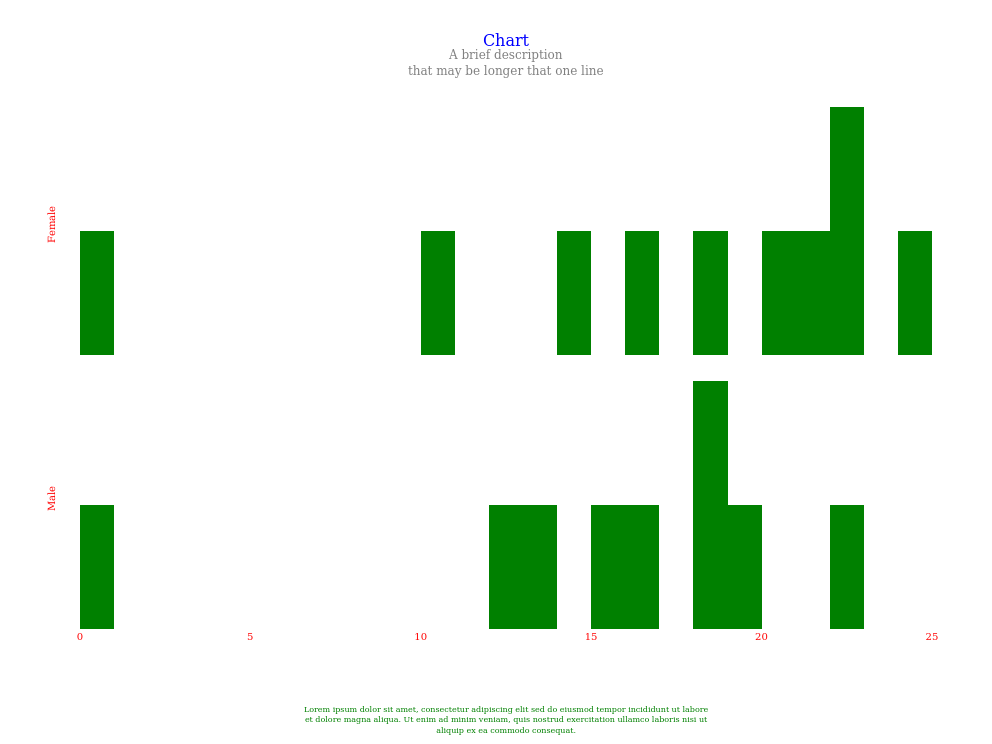 Chart
A brief description
that may be longer that one line
Female
Male
0 5 10 15 20 25
Lorem ipsum dolor sit amet, consectetur adipiscing elit sed do eiusmod tempor incididunt ut labore
et dolore magna aliqua. Ut enim ad minim veniam, quis nostrud exercitation ullamco laboris nisi ut
aliquip ex ea commodo consequat.